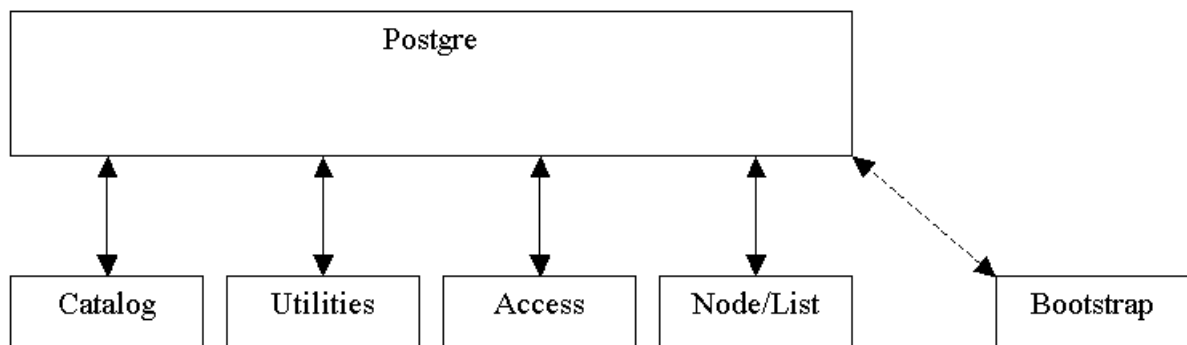 Postgre
Catalog
Utilities
Access
Node/List
Bootstrap